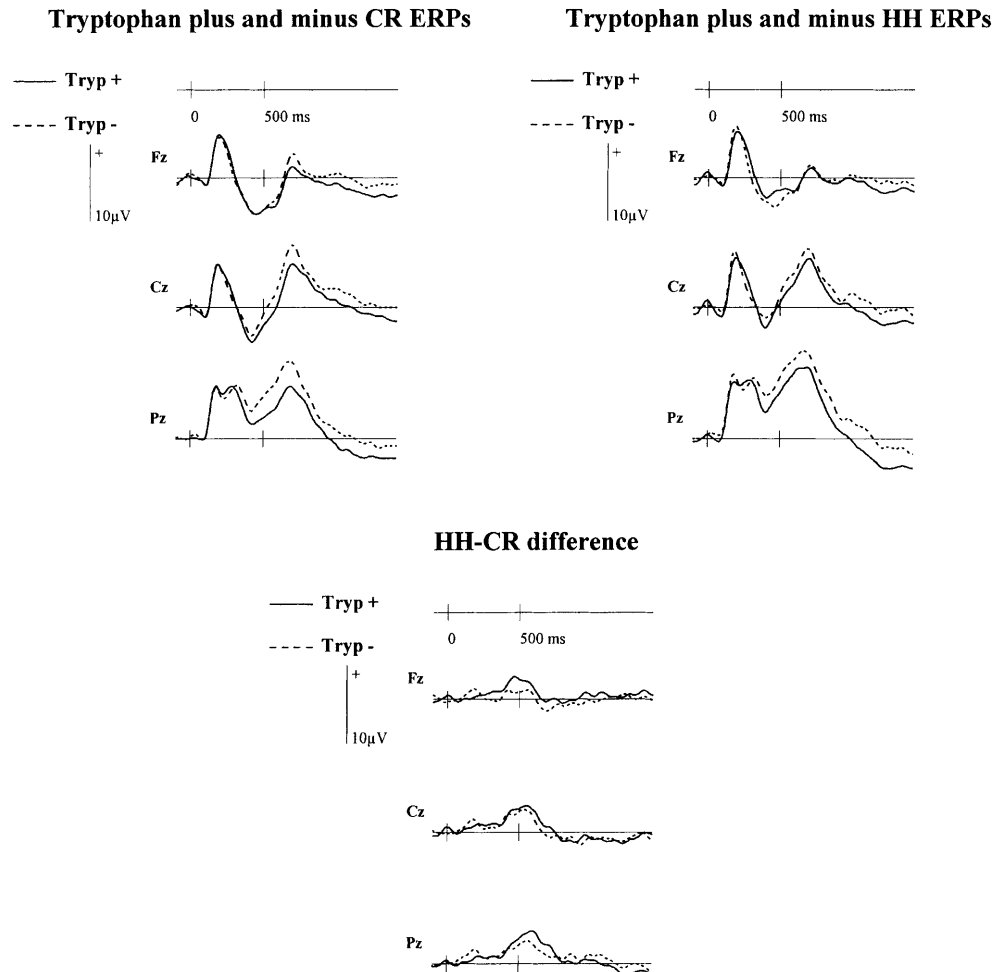 Tryptophan plus and minus CR ERPs
Tryp +
Tryp -
0 500 ms
+
10µV
Fz
Cz
Pz
Tryptophan plus and minus HH ERPs
Tryp +
Tryp -
0 500 ms
+
10µV
Fz
Cz
Pz
HH-CR difference
Tryp +
Tryp -
0 500 ms
+
10µV
Fz
Cz
Pz